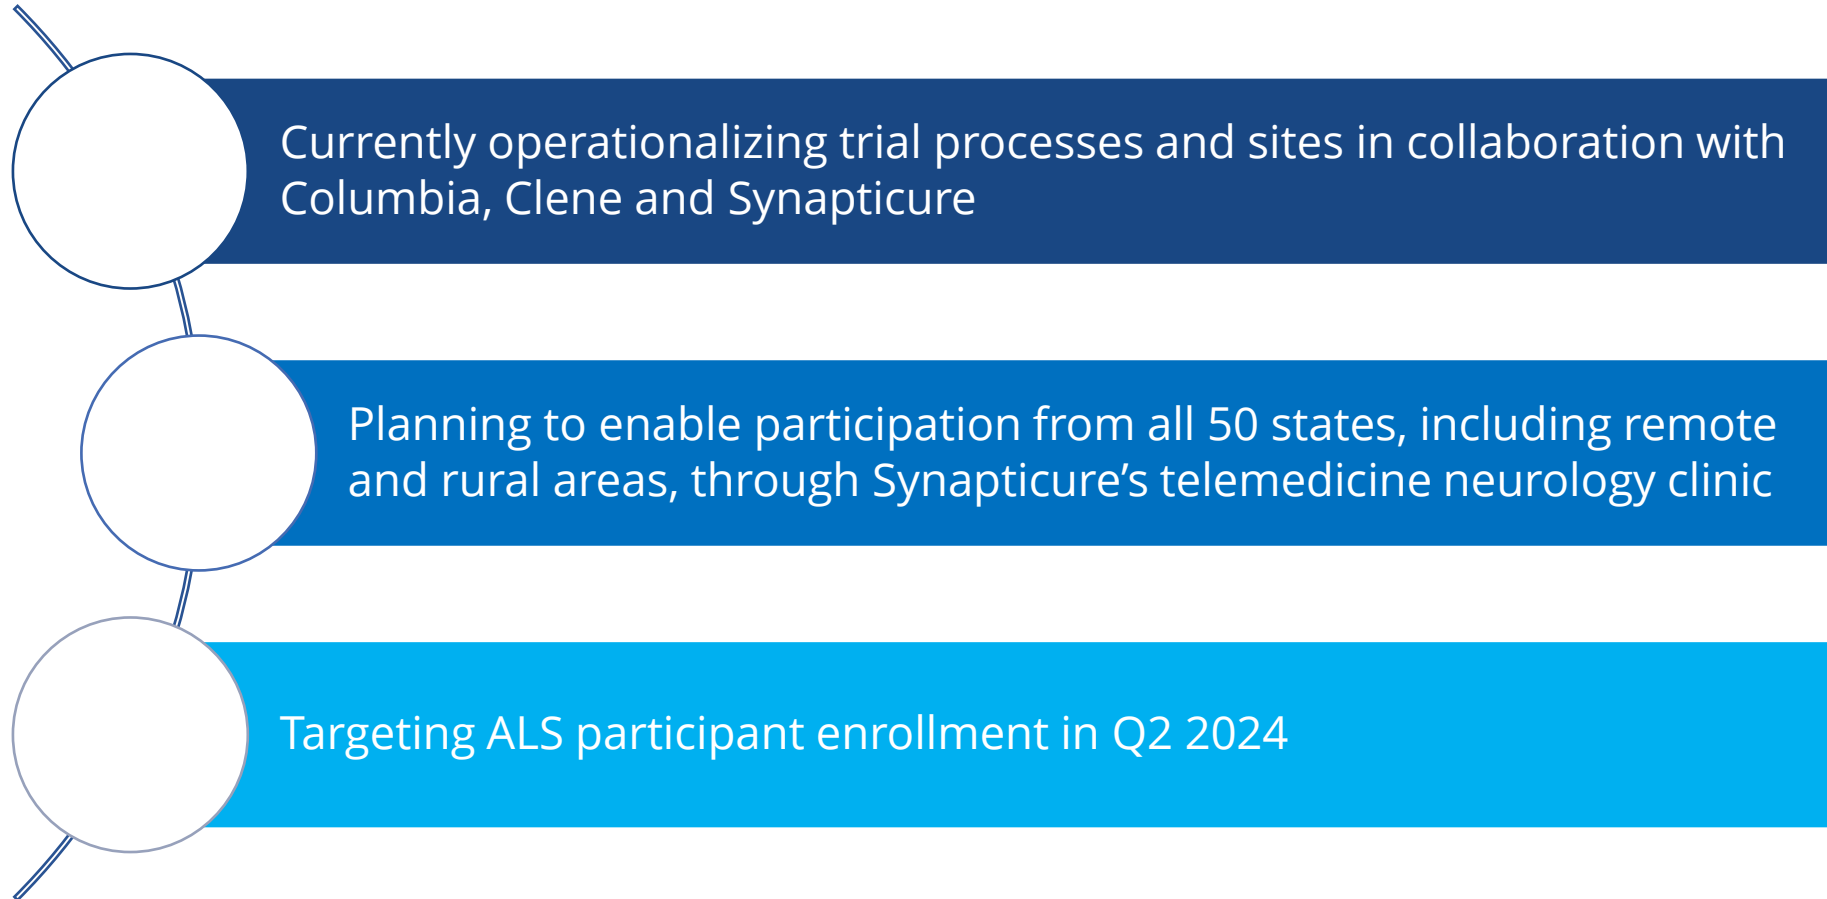 Currently operationalizing trial processes and sites in collaboration with
Columbia, Clene and Synapticure
Planning to enable participation from all 50 states, including remote
and rural areas, through Synapticure’s telemedicine neurology clinic
Targeting ALS participant enrollment in Q2 2024